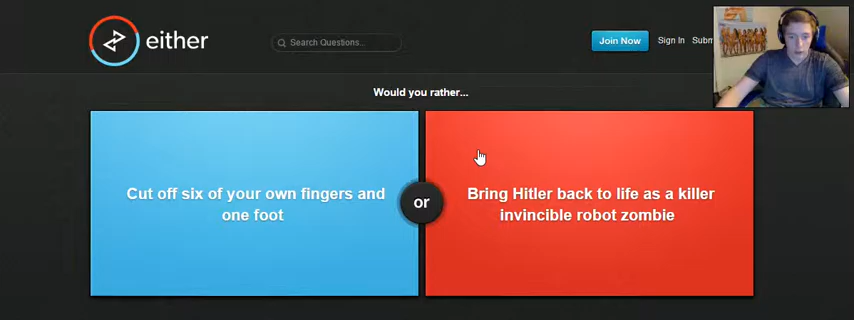 either
Search Questions...
Join Now
Sign In
Subm
Would you rather...
Cut off six of your own fingers and
one foot
or
Bring Hitler back to life as a killer
invincible robot zombie